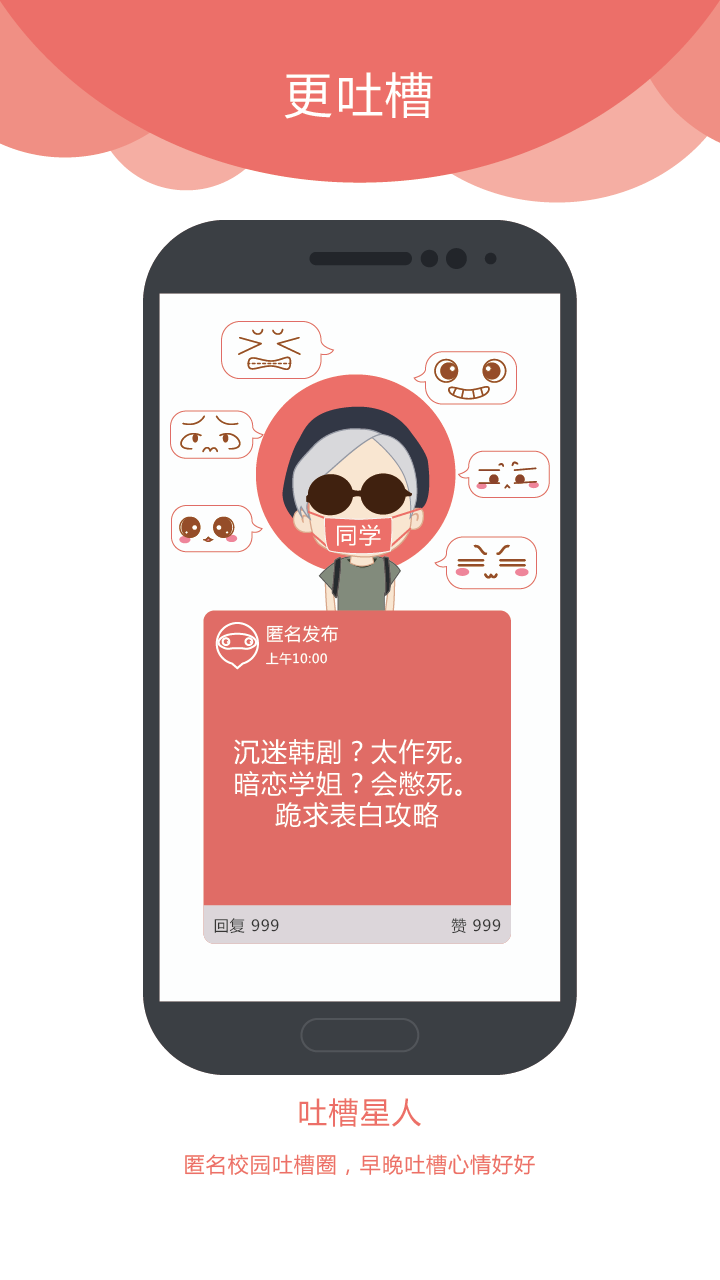 更吐槽
同学
匿名发布
上午10:00
沉迷韩剧？太作死。
暗恋学姐？会憋死。
跪求表白攻略
回复 999
赞 999
吐槽星人
匿名校园吐槽圈，早晚吐槽心情好好